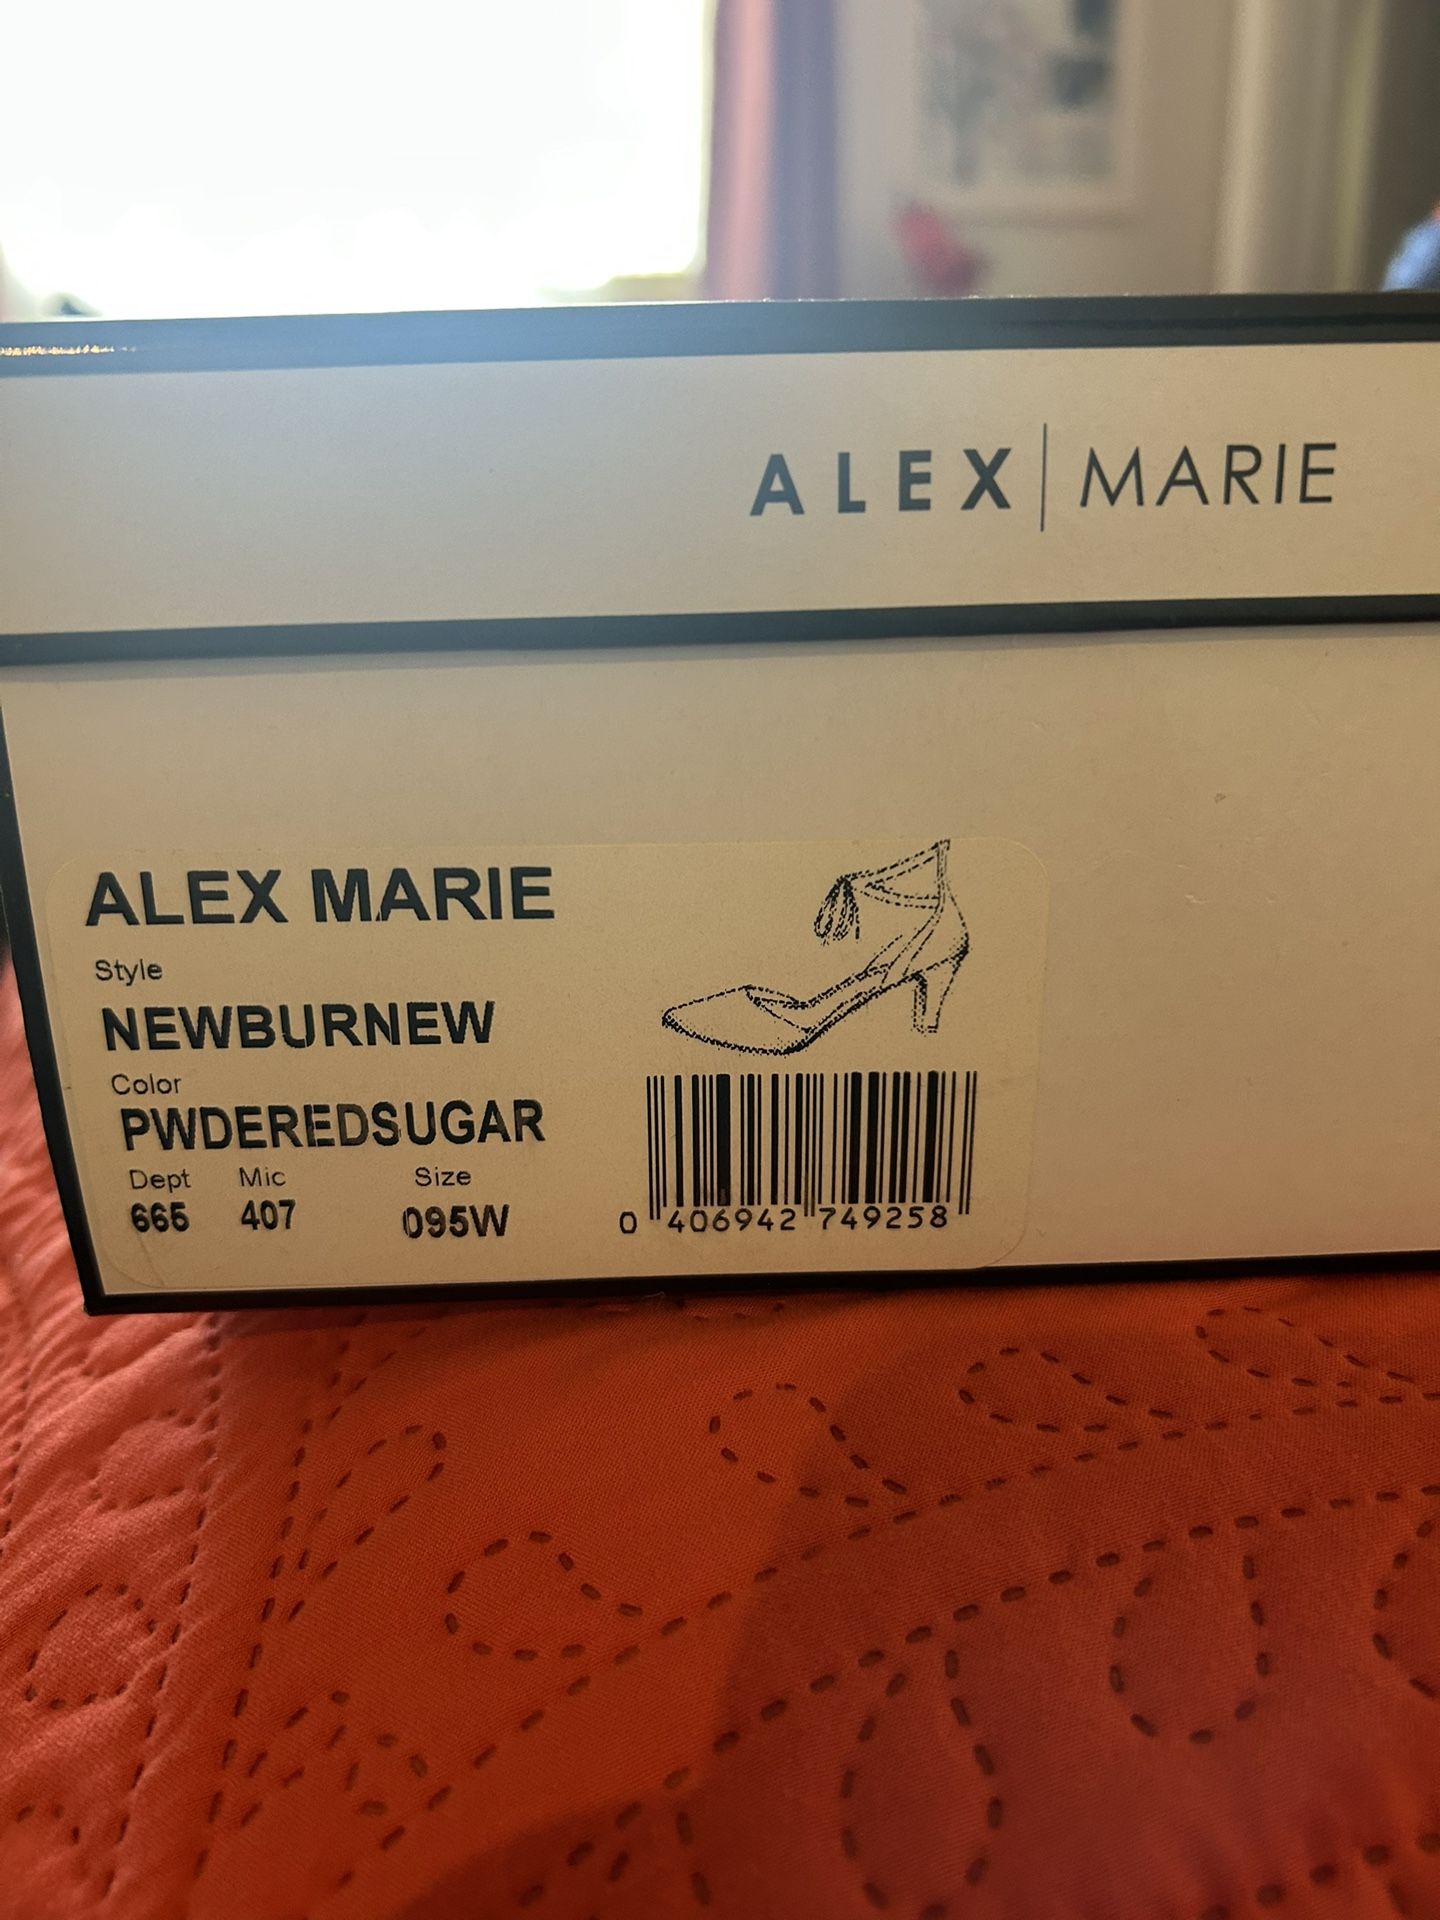 ALEX | MARIE
ALEX MARIE
Style
NEWBURNEW
Color
PWDEREDSUGAR
Dept Mic Size
665 407 095W
0 406942 749258